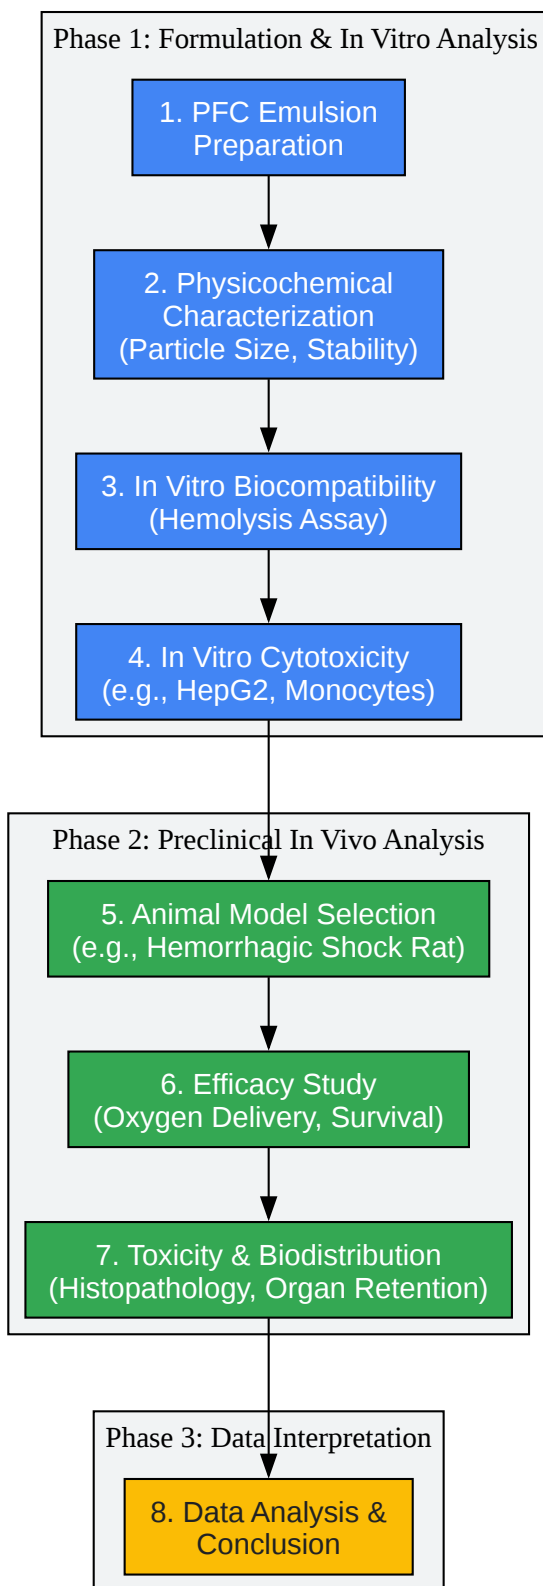 Phase 1: Formulation & In Vitro Analysis
1. PFC Emulsion
Preparation
2. Physicochemical
Characterization
(Particle Size, Stability)
3. In Vitro Biocompatibility
(Hemolysis Assay)
4. In Vitro Cytotoxicity
(e.g., HepG2, Monocytes)
Phase 2: Preclinical In Vivo Analysis
5. Animal Model Selection
(e.g., Hemorrhagic Shock Rat)
6. Efficacy Study
(Oxygen Delivery, Survival)
7. Toxicity & Biodistribution
(Histopathology, Organ Retention)
Phase 3: Data Interpretation
8. Data Analysis &
Conclusion